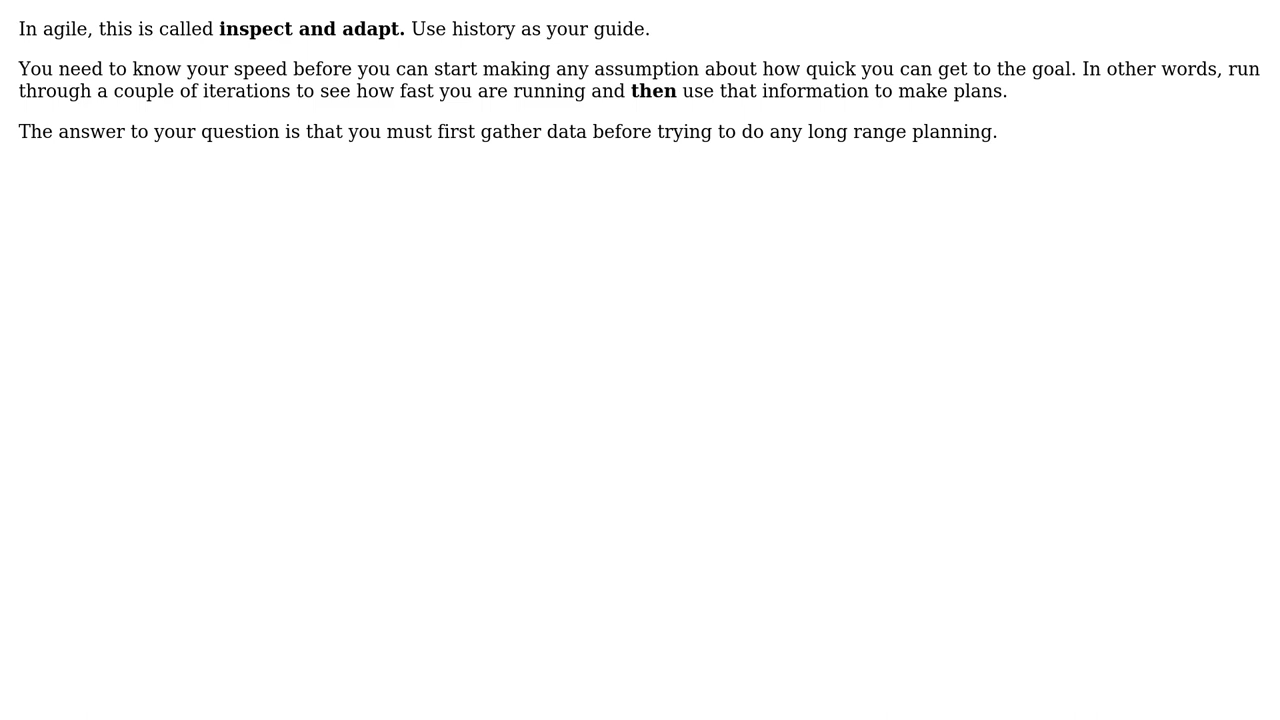 In agile, this is called inspect and adapt. Use history as your guide.
You need to know your speed before you can start making any assumption about how quick you can get to the goal. In other words, run
through a couple of iterations to see how fast you are running and then use that information to make plans.
The answer to your question is that you must first gather data before trying to do any long range planning.